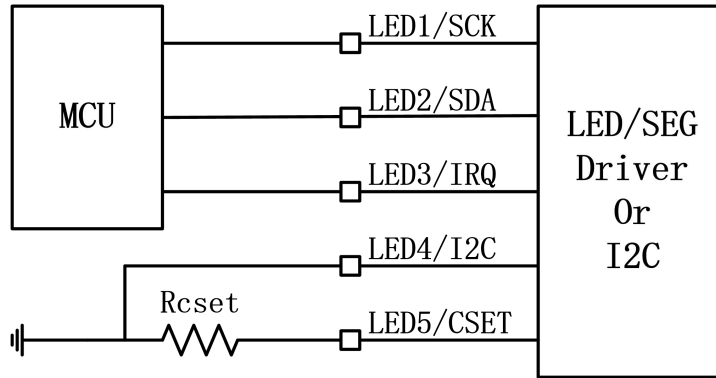 MCU
LED1/SCK
LED2/SDA
LED3/IRQ
LED4/I2C
Rcset
LED5/CSET
LED/SEG
Driver
Or
I2C